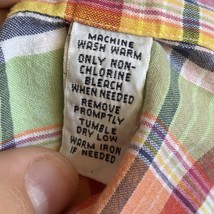 MACHINE
WASH WARM
ONLY NON-
CHLORINE
BLEACH
WHEN NEEDED
REMOVE
PROMPTLY
TUMBLE
DRY LOW
WARM IRON
IF NEEDED